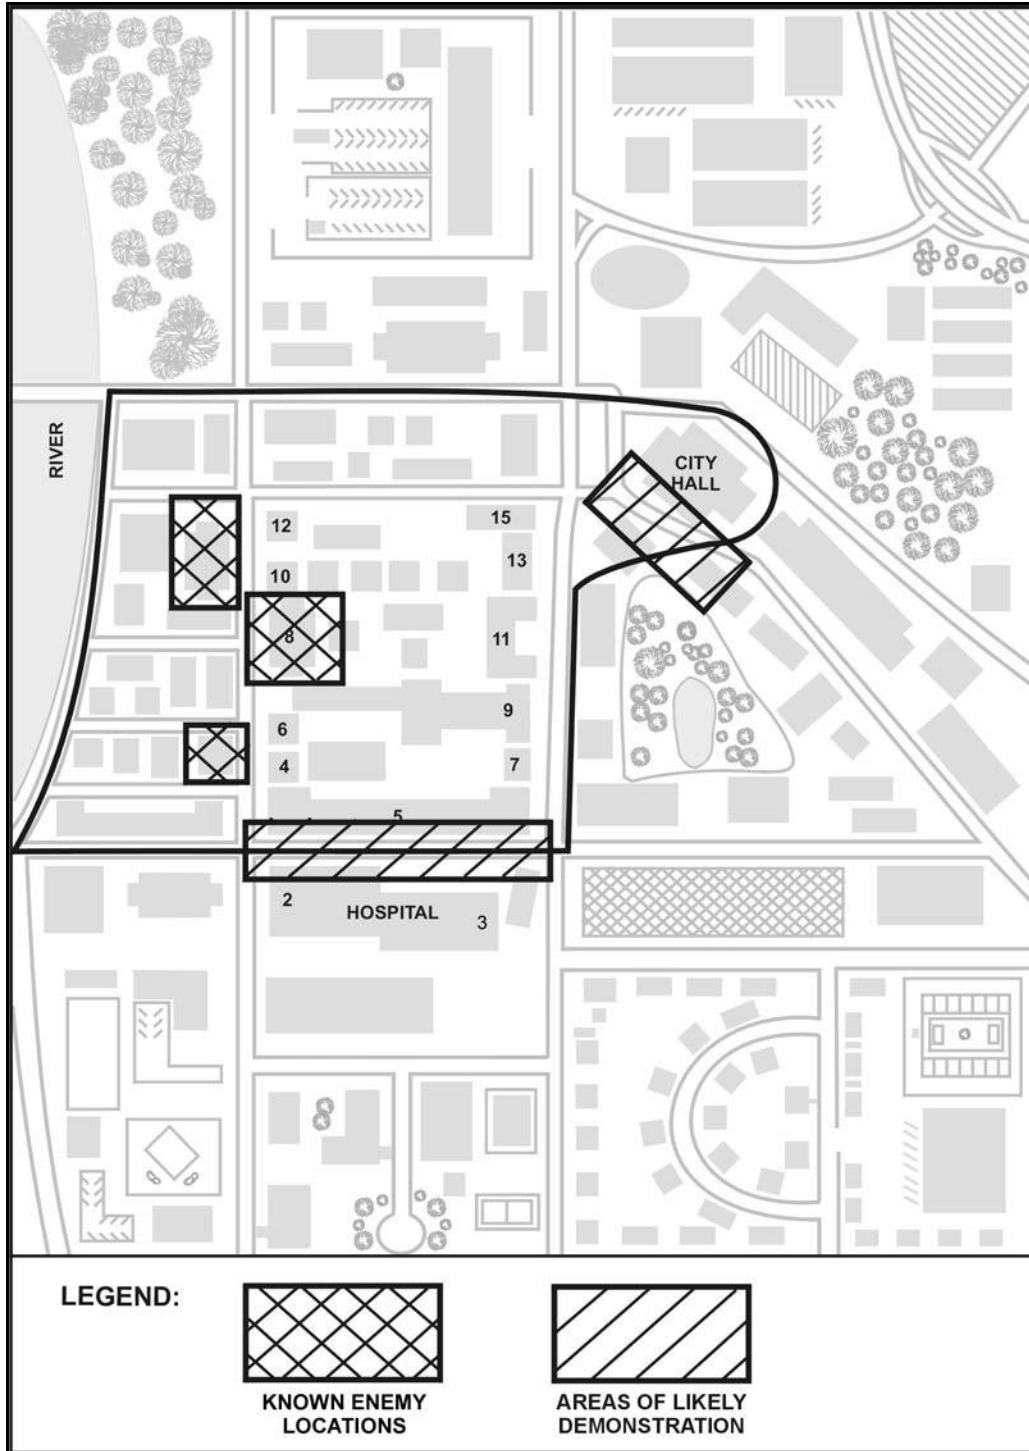 RIVER
CITY
HALL
12
15
10
13
8
11
6
9
4
7
5
2
HOSPITAL
3
LEGEND:
KNOWN ENEMY
LOCATIONS
AREAS OF LIKELY
DEMONSTRATION